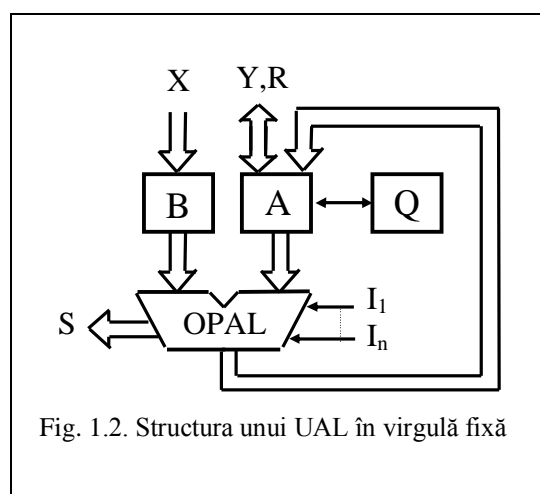 X Y,R
B A Q
I₁
S OPAL
Iₙ
Fig. 1.2. Structura unui UAL în virgulă fixă